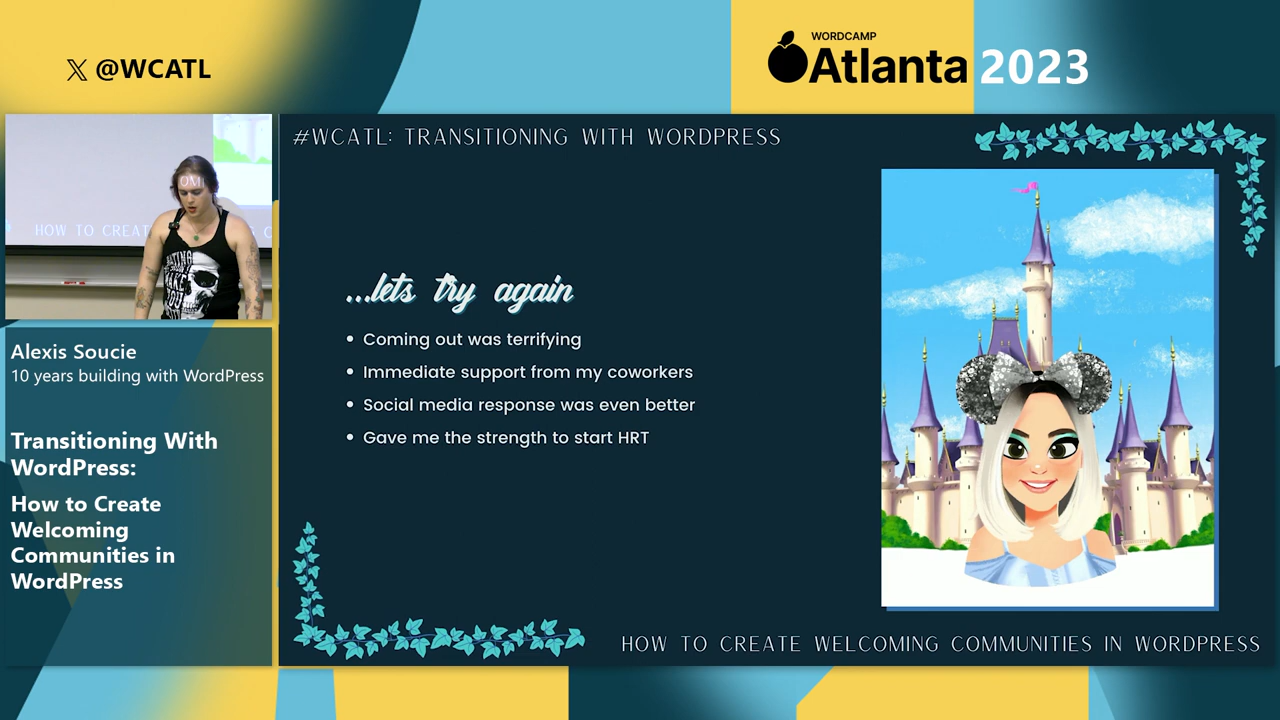 𝕏 @WCATL
WORDCAMP
Atlanta 2023
#WCATL: TRANSITIONING WITH WORDPRESS
HOW TO CREAT
Alexis Soucie
10 years building with WordPress
Transitioning With
WordPress:
How to Create
Welcoming
Communities in
WordPress
...lets try again
• Coming out was terrifying
• Immediate support from my coworkers
• Social media response was even better
• Gave me the strength to start HRT
HOW TO CREATE WELCOMING COMMUNITIES IN WORDPRESS